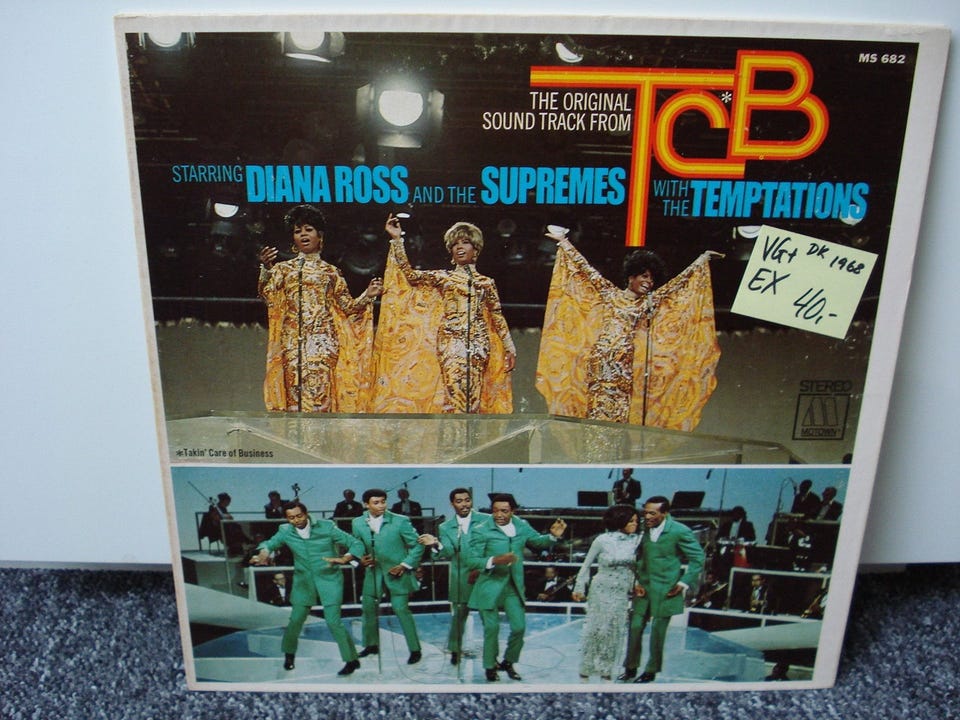 MS 682
TCB*
THE ORIGINAL
SOUND TRACK FROM
STARRING DIANA ROSS AND THE SUPREMES WITH THE TEMPTATIONS
VG+ DK 1968
EX 40,-
STEREO
M
MOTOWN
*Takin' Care of Business